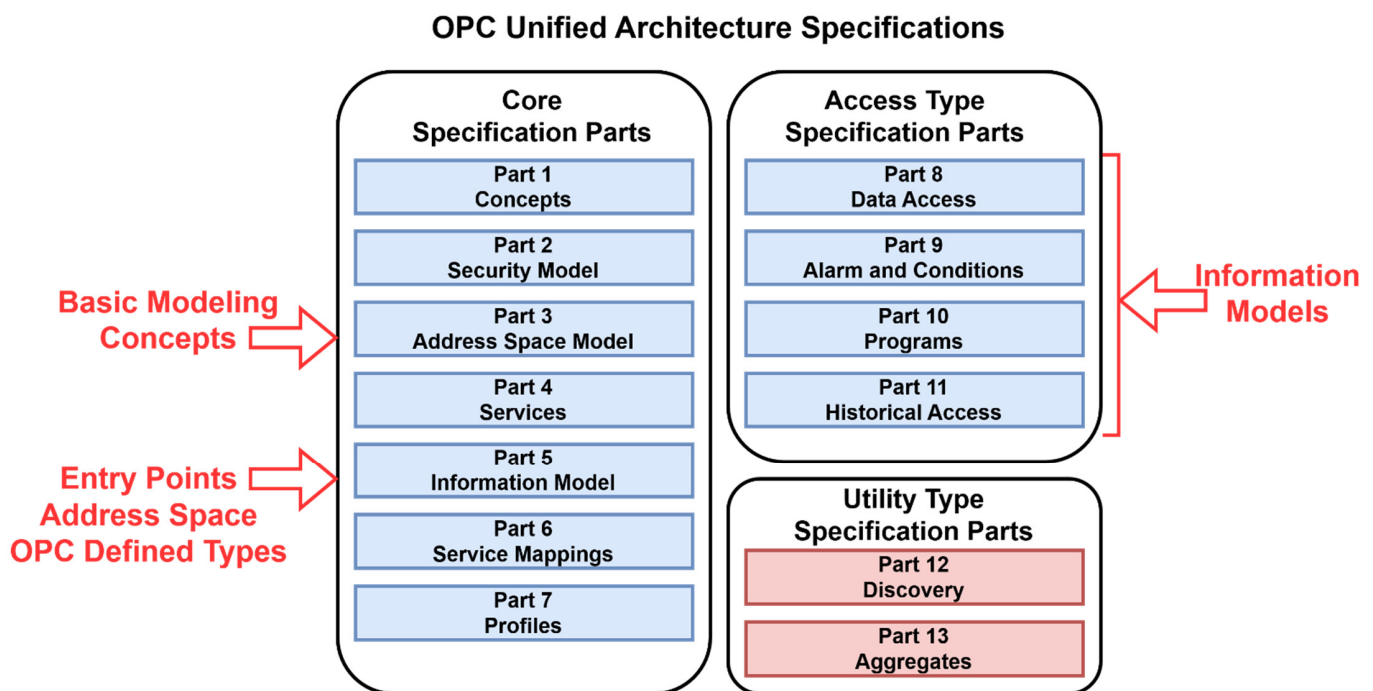 OPC Unified Architecture Specifications
Core
Specification Parts
Part 1
Concepts
Part 2
Security Model
Part 3
Address Space Model
Part 4
Services
Part 5
Information Model
Part 6
Service Mappings
Part 7
Profiles
Access Type
Specification Parts
Part 8
Data Access
Part 9
Alarm and Conditions
Part 10
Programs
Part 11
Historical Access
Utility Type
Specification Parts
Part 12
Discovery
Part 13
Aggregates
Basic Modeling
Concepts
Entry Points
Address Space
OPC Defined Types
Information
Models